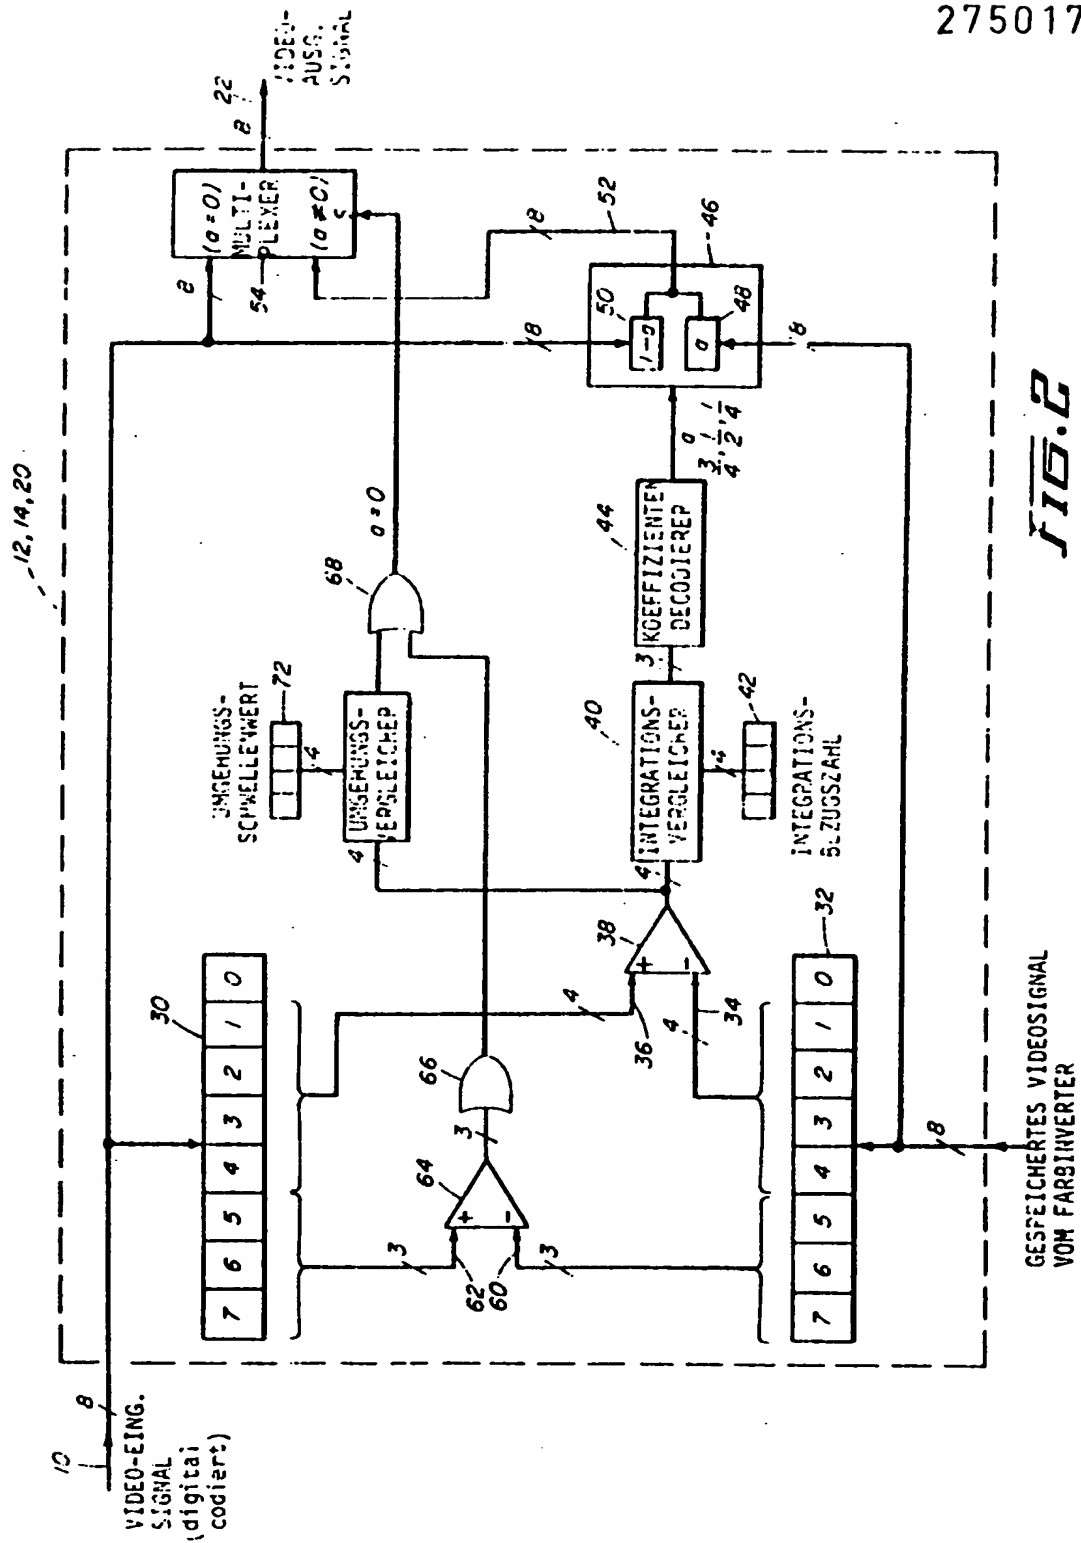 275017
12, 14, 20
10
8
VIDEO-EING.
SIGNAL
(digital
codiert)
30
7 6 5 4 3 2 1 0
8
(a = 0)
MULTI-
PLEXER
(a ≠ 0)
54
8
22
VIDEO-
AUSG.
SIGNAL
UMGEHUNGS-
SCHWELLENWERT
72
4
UMGEHUNGS-
VERGLEICHER
4
68
a = 0
3
62
60
3
+
−
64
3
66
4
36
4
34
+
−
38
4
INTEGRATIONS-
VERGLEICHER
40
4
42
INTEGRATIONS-
BEZUGSZAHL
3
KOEFFIZIENTEN
DECODIERER
44
a
3/4, 1/2, 1/4
8
50
1-a
a
48
46
8
52
8
32
7 6 5 4 3 2 1 0
8
GESPEICHERTES VIDEOSIGNAL
VOM FARBINVERTER
FIG. 2